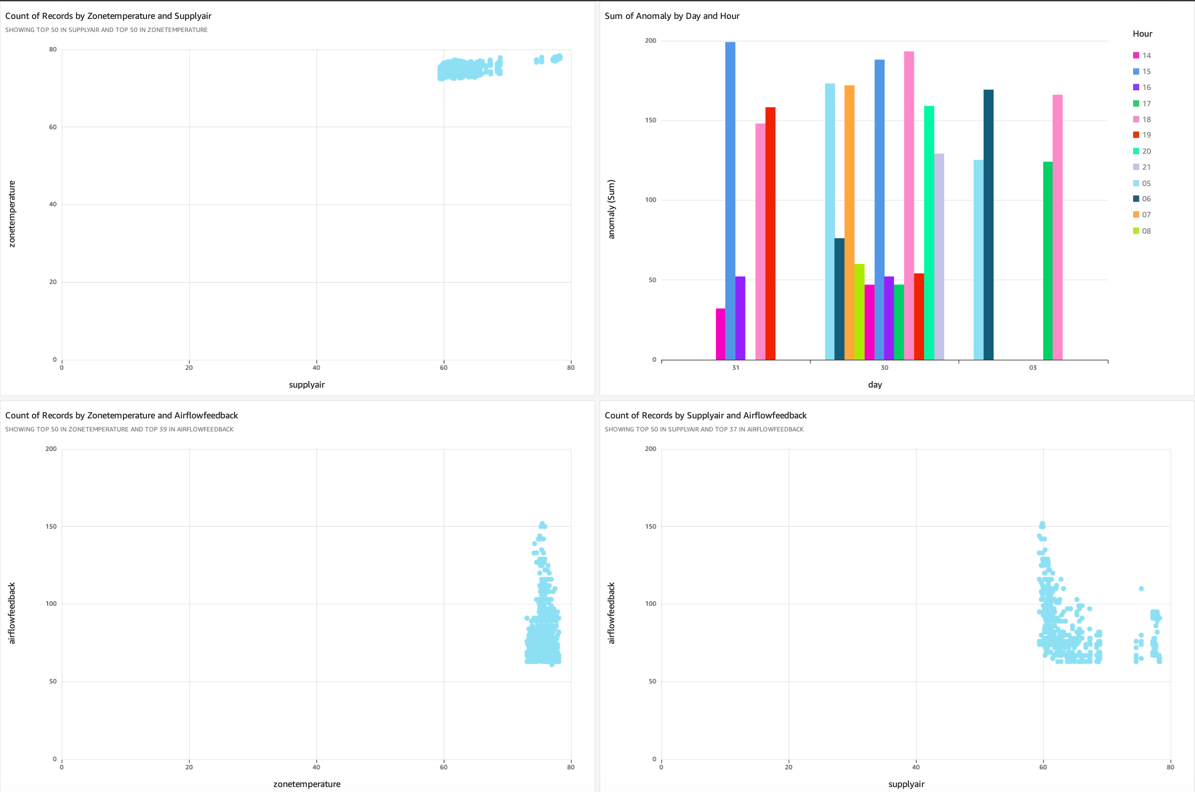 Count of Records by Zonetemperature and Supplyair
SHOWING TOP 50 IN SUPPLYAIR AND TOP 50 IN ZONETEMPERATURE
80
60
40
20
0
zonetemperature
0 20 40 60 80
supplyair
Sum of Anomaly by Day and Hour
200
150
100
50
0
anomaly (Sum)
31 30 03
day
Hour
14
15
16
17
18
19
20
21
05
06
07
08
Count of Records by Zonetemperature and Airflowfeedback
SHOWING TOP 50 IN ZONETEMPERATURE AND TOP 39 IN AIRFLOWFEEDBACK
200
150
100
50
0
airflowfeedback
0 20 40 60 80
zonetemperature
Count of Records by Supplyair and Airflowfeedback
SHOWING TOP 50 IN SUPPLYAIR AND TOP 37 IN AIRFLOWFEEDBACK
200
150
100
50
0
airflowfeedback
0 20 40 60 80
supplyair